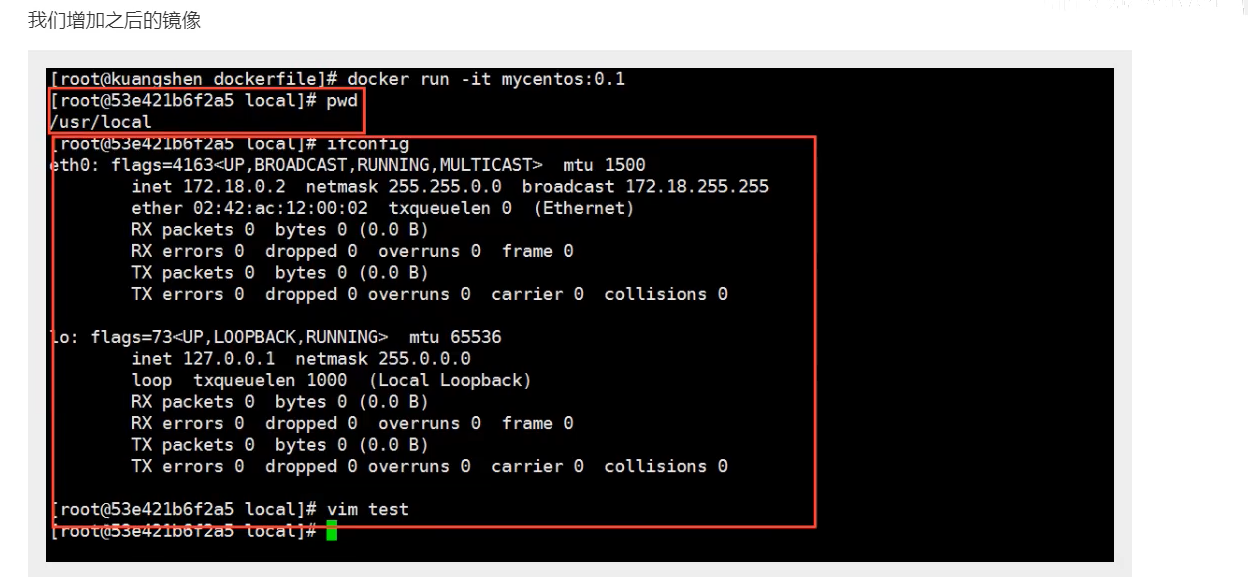 我们增加之后的镜像
[root@kuangshen dockerfile]# docker run -it mycentos:0.1
[root@53e421b6f2a5 local]# pwd
/usr/local
[root@53e421b6f2a5 local]# ifconfig
eth0: flags=4163<UP,BROADCAST,RUNNING,MULTICAST>  mtu 1500
        inet 172.18.0.2  netmask 255.255.0.0  broadcast 172.18.255.255
        ether 02:42:ac:12:00:02  txqueuelen 0  (Ethernet)
        RX packets 0  bytes 0 (0.0 B)
        RX errors 0  dropped 0  overruns 0  frame 0
        TX packets 0  bytes 0 (0.0 B)
        TX errors 0  dropped 0 overruns 0  carrier 0  collisions 0
lo: flags=73<UP,LOOPBACK,RUNNING>  mtu 65536
        inet 127.0.0.1  netmask 255.0.0.0
        loop  txqueuelen 1000  (Local Loopback)
        RX packets 0  bytes 0 (0.0 B)
        RX errors 0  dropped 0  overruns 0  frame 0
        TX packets 0  bytes 0 (0.0 B)
        TX errors 0  dropped 0 overruns 0  carrier 0  collisions 0
[root@53e421b6f2a5 local]# vim test
[root@53e421b6f2a5 local]#